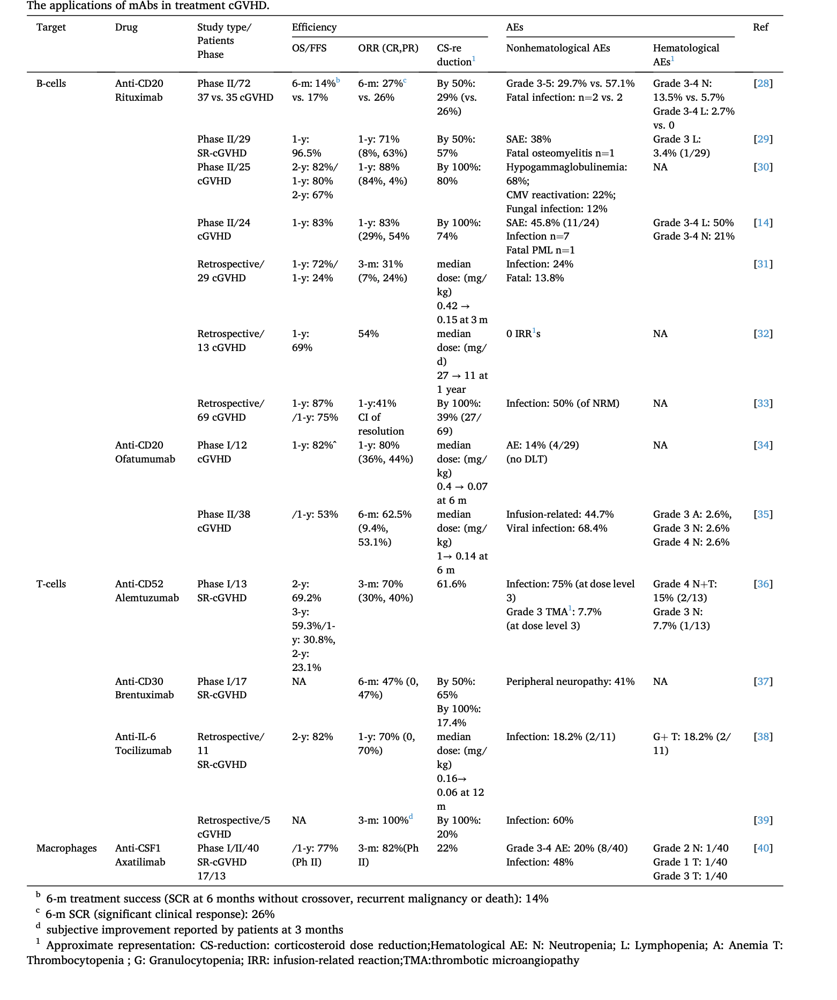 The applications of mAbs in treatment cGVHD.
Target Drug Study type/ Efficiency AEs Ref
Patients
Phase
OS/FFS ORR (CR,PR) CS-re Nonhematological AEs Hematological
duction1 AEs1
B-cells Anti-CD20 Phase II/72 6-m: 14%b 6-m: 27%c By 50%: Grade 3-5: 29.7% vs. 57.1% Grade 3-4 N: [28]
Rituximab 37 vs. 35 cGVHD vs. 17% vs. 26% 29% (vs. Fatal infection: n=2 vs. 2 13.5% vs. 5.7%
26%) Grade 3-4 L: 2.7%
vs. 0
Phase II/29 1-y: 1-y: 71% By 50%: SAE: 38% Grade 3 L: [29]
SR-cGVHD 96.5% (8%, 63%) 57% Fatal osteomyelitis n=1 3.4% (1/29)
Phase II/25 2-y: 82%/ 1-y: 88% By 100%: Hypogammaglobulinemia: NA [30]
cGVHD 1-y: 80% (84%, 4%) 80% 68%;
2-y: 67% CMV reactivation: 22%;
Fungal infection: 12%
Phase II/24 1-y: 83% 1-y: 83% By 100%: SAE: 45.8% (11/24) Grade 3-4 L: 50% [14]
cGVHD (29%, 54% 74% Infection n=7 Grade 3-4 N: 21%
Fatal PML n=1
Retrospective/ 1-y: 72%/ 3-m: 31% median Infection: 24% [31]
29 cGVHD 1-y: 24% (7%, 24%) dose: (mg/ Fatal: 13.8%
kg)
0.42 →
0.15 at 3 m
Retrospective/ 1-y: 54% median 0 IRR1s NA [32]
13 cGVHD 69% dose: (mg/
d)
27 → 11 at
1 year
Retrospective/ 1-y: 87% 1-y:41% By 100%: Infection: 50% (of NRM) NA [33]
69 cGVHD /1-y: 75% CI of 39% (27/
resolution 69)
Anti-CD20 Phase I/12 1-y: 82%^ 1-y: 80% median AE: 14% (4/29) NA [34]
Ofatumumab cGVHD (36%, 44%) dose: (mg/ (no DLT)
kg)
0.4 → 0.07
at 6 m
Phase II/38 /1-y: 53% 6-m: 62.5% median Infusion-related: 44.7% Grade 3 A: 2.6%, [35]
cGVHD (9.4%, dose: (mg/ Viral infection: 68.4% Grade 3 N: 2.6%
53.1%) kg) Grade 4 N: 2.6%
1→ 0.14 at
6 m
T-cells Anti-CD52 Phase I/13 2-y: 3-m: 70% 61.6% Infection: 75% (at dose level Grade 4 N+T: [36]
Alemtuzumab SR-cGVHD 69.2% (30%, 40%) 3) 15% (2/13)
3-y: Grade 3 TMA1: 7.7% Grade 3 N:
59.3%/1- (at dose level 3) 7.7% (1/13)
y: 30.8%,
2-y:
23.1%
Anti-CD30 Phase I/17 NA 6-m: 47% (0, By 50%: Peripheral neuropathy: 41% NA [37]
Brentuximab SR-cGVHD 47%) 65%
By 100%:
17.4%
Anti-IL-6 Retrospective/ 2-y: 82% 1-y: 70% (0, median Infection: 18.2% (2/11) G+ T: 18.2% (2/ [38]
Tocilizumab 11 70%) dose: (mg/ 11)
SR-cGVHD kg)
0.16→
0.06 at 12
m
Retrospective/5 NA 3-m: 100%d By 100%: Infection: 60% [39]
cGVHD 20%
Macrophages Anti-CSF1 Phase I/II/40 /1-y: 77% 3-m: 82%(Ph 22% Grade 3-4 AE: 20% (8/40) Grade 2 N: 1/40 [40]
Axatilimab SR-cGVHD (Ph II) II) Infection: 48% Grade 1 T: 1/40
17/13 Grade 3 T: 1/40
b 6-m treatment success (SCR at 6 months without crossover, recurrent malignancy or death): 14%
c 6-m SCR (significant clinical response): 26%
d subjective improvement reported by patients at 3 months
1 Approximate representation: CS-reduction: corticosteroid dose reduction;Hematological AE: N: Neutropenia; L: Lymphopenia; A: Anemia T:
Thrombocytopenia ; G: Granulocytopenia; IRR: infusion-related reaction;TMA:thrombotic microangiopathy